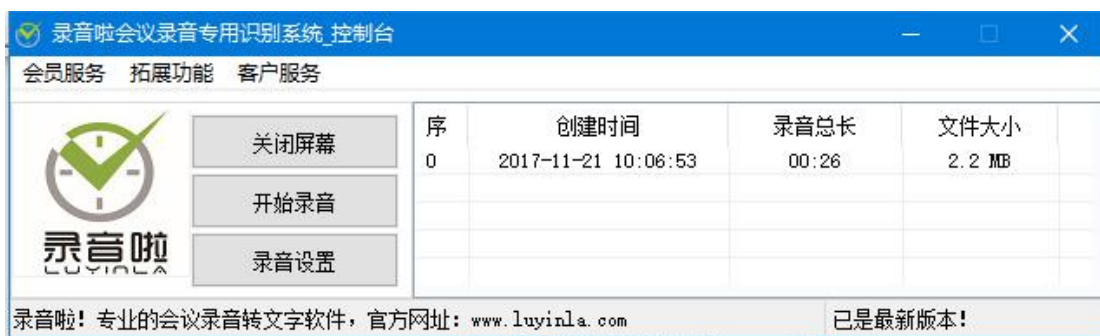 录音啦会议录音专用识别系统_控制台
会员服务 拓展功能 客户服务
关闭屏幕
开始录音
录音设置
录音啦
LUYINLA
序 创建时间 录音总长 文件大小
0 2017-11-21 10:06:53 00:26 2.2 MB
录音啦！专业的会议录音转文字软件，官方网址：www.luyinla.com
已是最新版本！